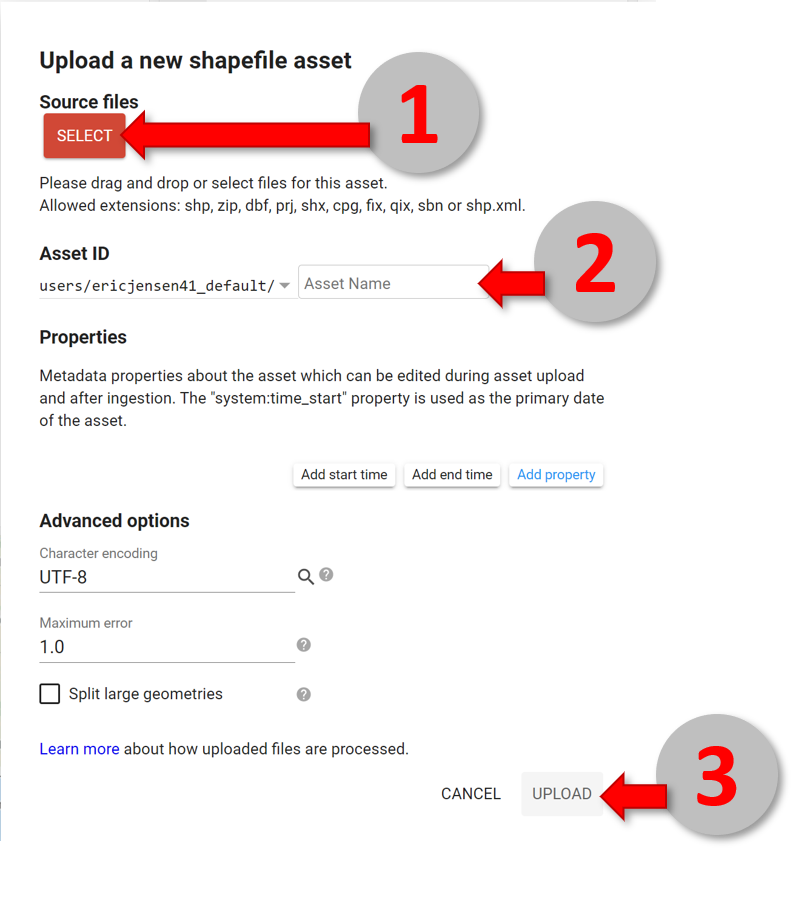 Upload a new shapefile asset
Source files
1
SELECT
Please drag and drop or select files for this asset.
Allowed extensions: shp, zip, dbf, prj, shx, cpg, fix, qix, sbn or shp.xml.
Asset ID
2
users/ericjensen41_default/ Asset Name
Properties
Metadata properties about the asset which can be edited during asset upload
and after ingestion. The "system:time_start" property is used as the primary date
of the asset.
Add start time Add end time Add property
Advanced options
Character encoding
UTF-8 ?
Maximum error
1.0 ?
Split large geometries ?
Learn more about how uploaded files are processed.
3
CANCEL UPLOAD